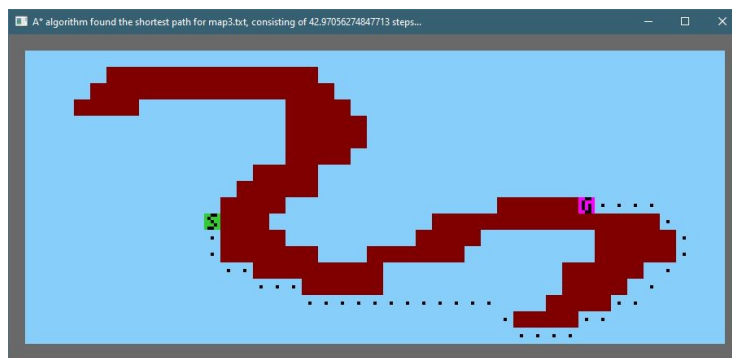 A* algorithm found the shortest path for map3.txt, consisting of 42.97056274847713 steps...
S
G